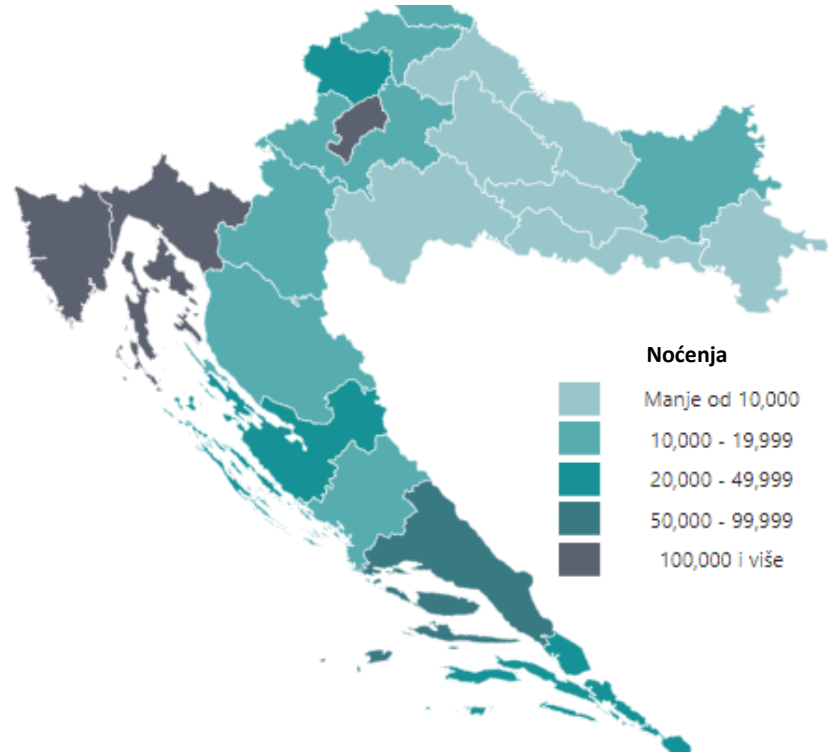 Noćenja
Manje od 10,000
10,000 - 19,999
20,000 - 49,999
50,000 - 99,999
100,000 i više